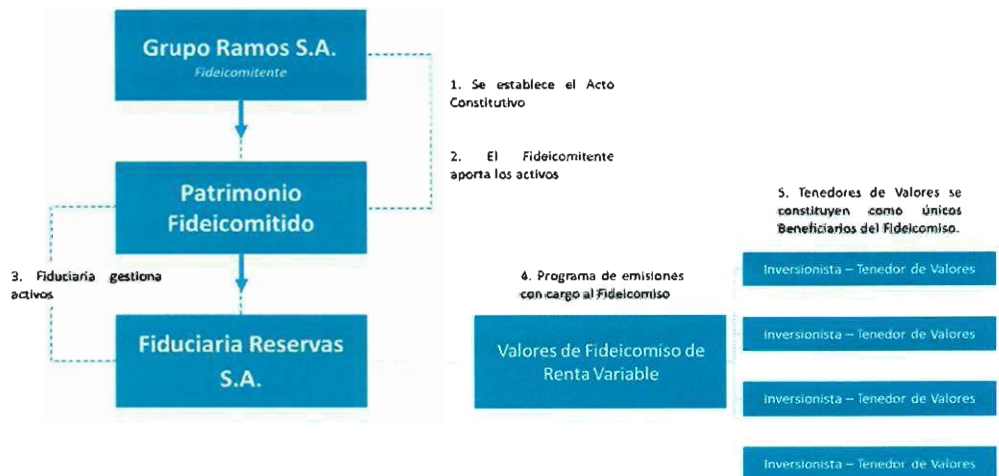 Grupo Ramos S.A.
Fideicomitente
1. Se establece el Acto
Constitutivo
2. El Fideicomitente
aporta los activos
Patrimonio
Fideicomitido
3. Fiduciaria gestiona
activos
Fiduciaria Reservas
S.A.
4. Programa de emisiones
con cargo al Fideicomiso
Valores de Fideicomiso de
Renta Variable
5. Tenedores de Valores se
constituyen como únicos
Beneficiarios del Fideicomiso.
Inversionista – Tenedor de Valores
Inversionista – Tenedor de Valores
Inversionista – Tenedor de Valores
Inversionista – Tenedor de Valores